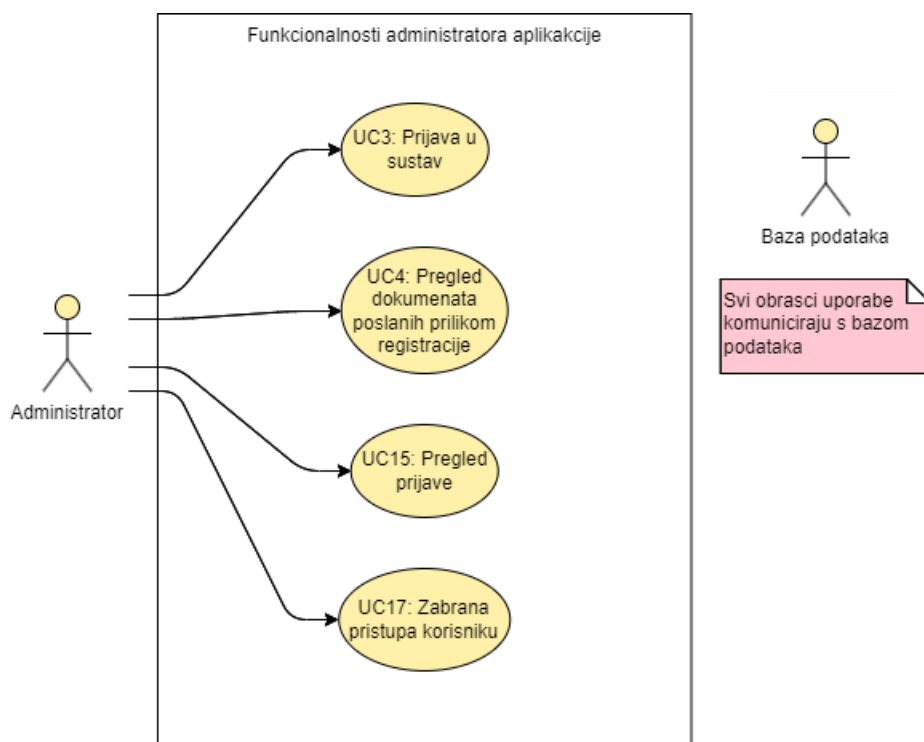 Funkcionalnosti administratora aplikakcije
UC3: Prijava u
sustav
Baza podataka
UC4: Pregled
dokumenata
poslanih prilikom
registracije
Svi obrasci uporabe
komuniciraju s bazom
podataka
Administrator
UC15: Pregled
prijave
UC17: Zabrana
pristupa korisniku